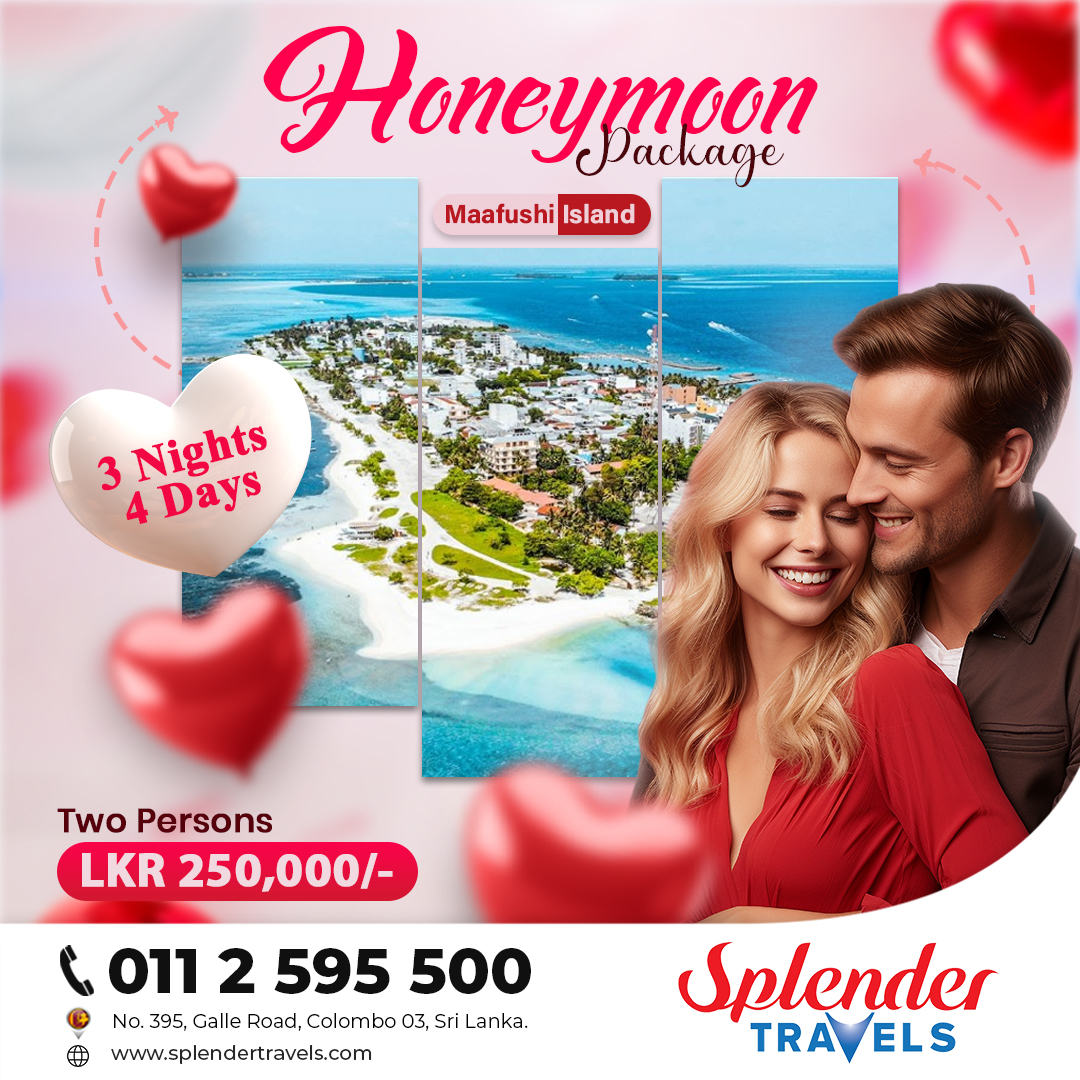 Honeymoon
Package
Maafushi Island
3 Nights
4 Days
Two Persons
LKR 250,000/-
011 2 595 500
No. 395, Galle Road, Colombo 03, Sri Lanka.
www.splendertravels.com
Splender
TRAVELS